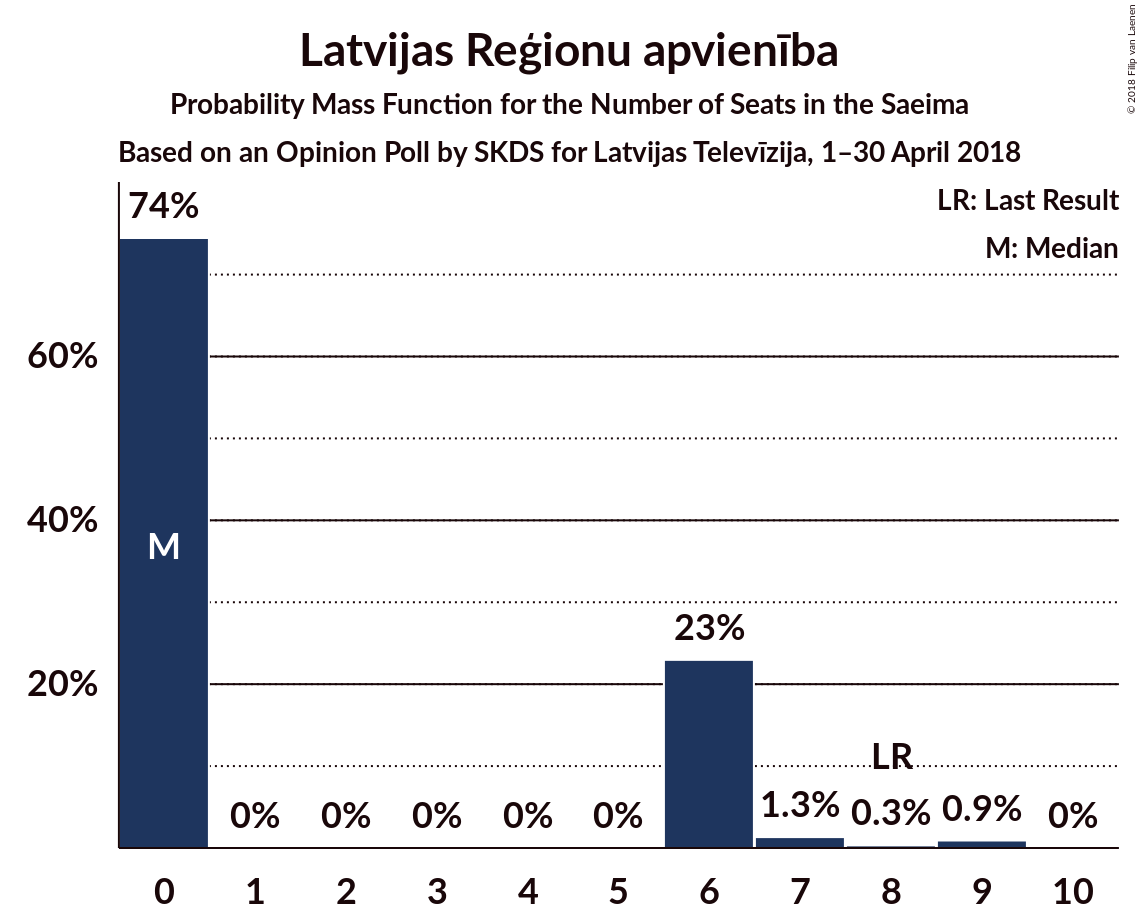 Latvijas Reģionu apvienība
Probability Mass Function for the Number of Seats in the Saeima
Based on an Opinion Poll by SKDS for Latvijas Televīzija, 1–30 April 2018
© 2018 Filip van Laenen
LR: Last Result
M: Median
74%
60%
40%
M
23%
20%
LR
0% 0% 0% 0% 0% 1.3% 0.3% 0.9% 0%
0 1 2 3 4 5 6 7 8 9 10